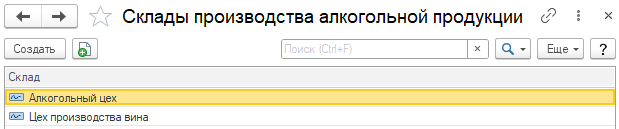 Склады производства алкогольной продукции
Создать Поиск (Ctrl+F) × Еще ?
Склад
Алкогольный цех
Цех производства вина